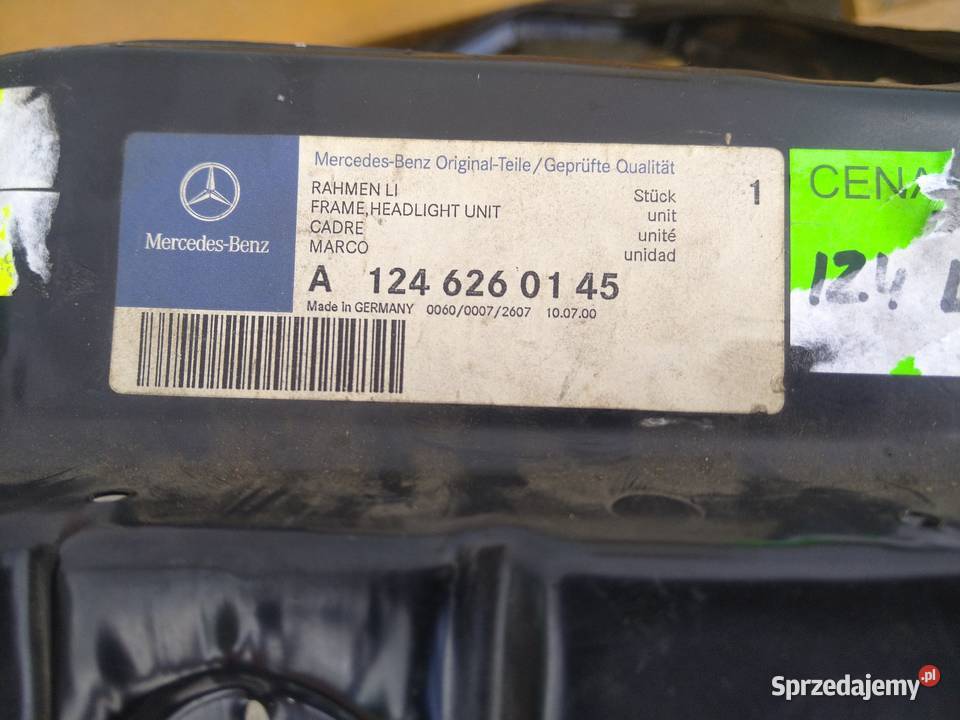 Mercedes-Benz
Mercedes-Benz Original-Teile/Geprüfte Qualität
RAHMEN LI
FRAME,HEADLIGHT UNIT
CADRE
MARCO
Stück
unit
unité
unidad
1
A 124 626 01 45
Made in GERMANY 0060/0007/2607 10.07.00
CENA
124
Sprzedajemy.pl